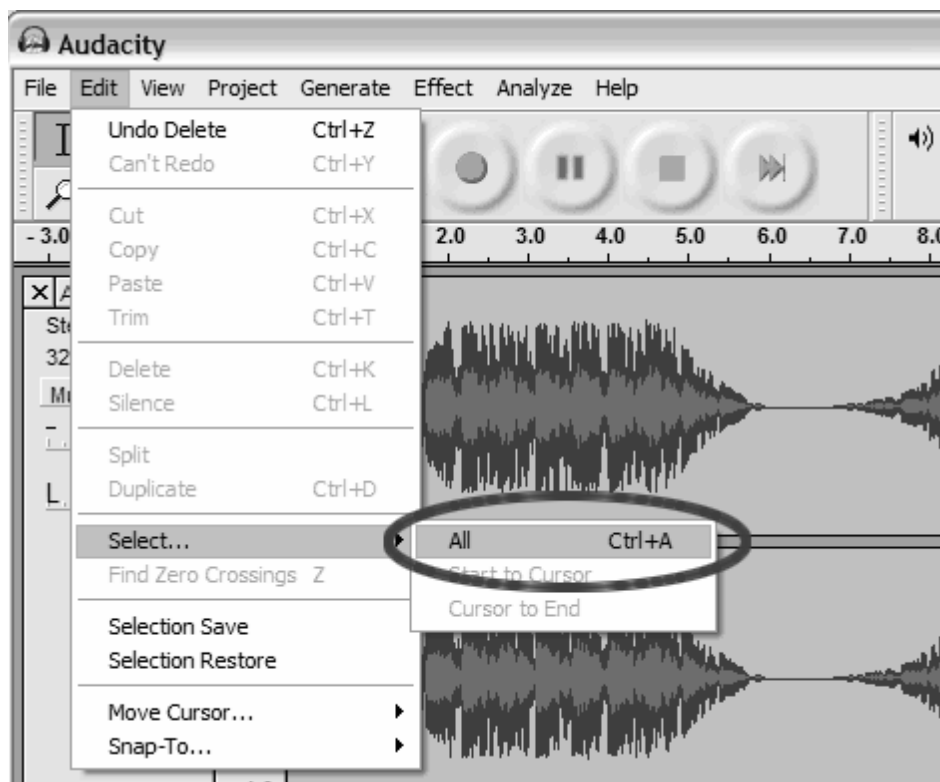 Audacity
File Edit View Project Generate Effect Analyze Help
Undo Delete Ctrl+Z
Can't Redo Ctrl+Y
Cut Ctrl+X
Copy Ctrl+C
Paste Ctrl+V
Trim Ctrl+T
Delete Ctrl+K
Silence Ctrl+L
Split
Duplicate Ctrl+D
Select...
Find Zero Crossings Z
Selection Save
Selection Restore
Move Cursor...
Snap-To...
All Ctrl+A
Start to Cursor
Cursor to End
- 3.0 2.0 3.0 4.0 5.0 6.0 7.0 8.0
32
L